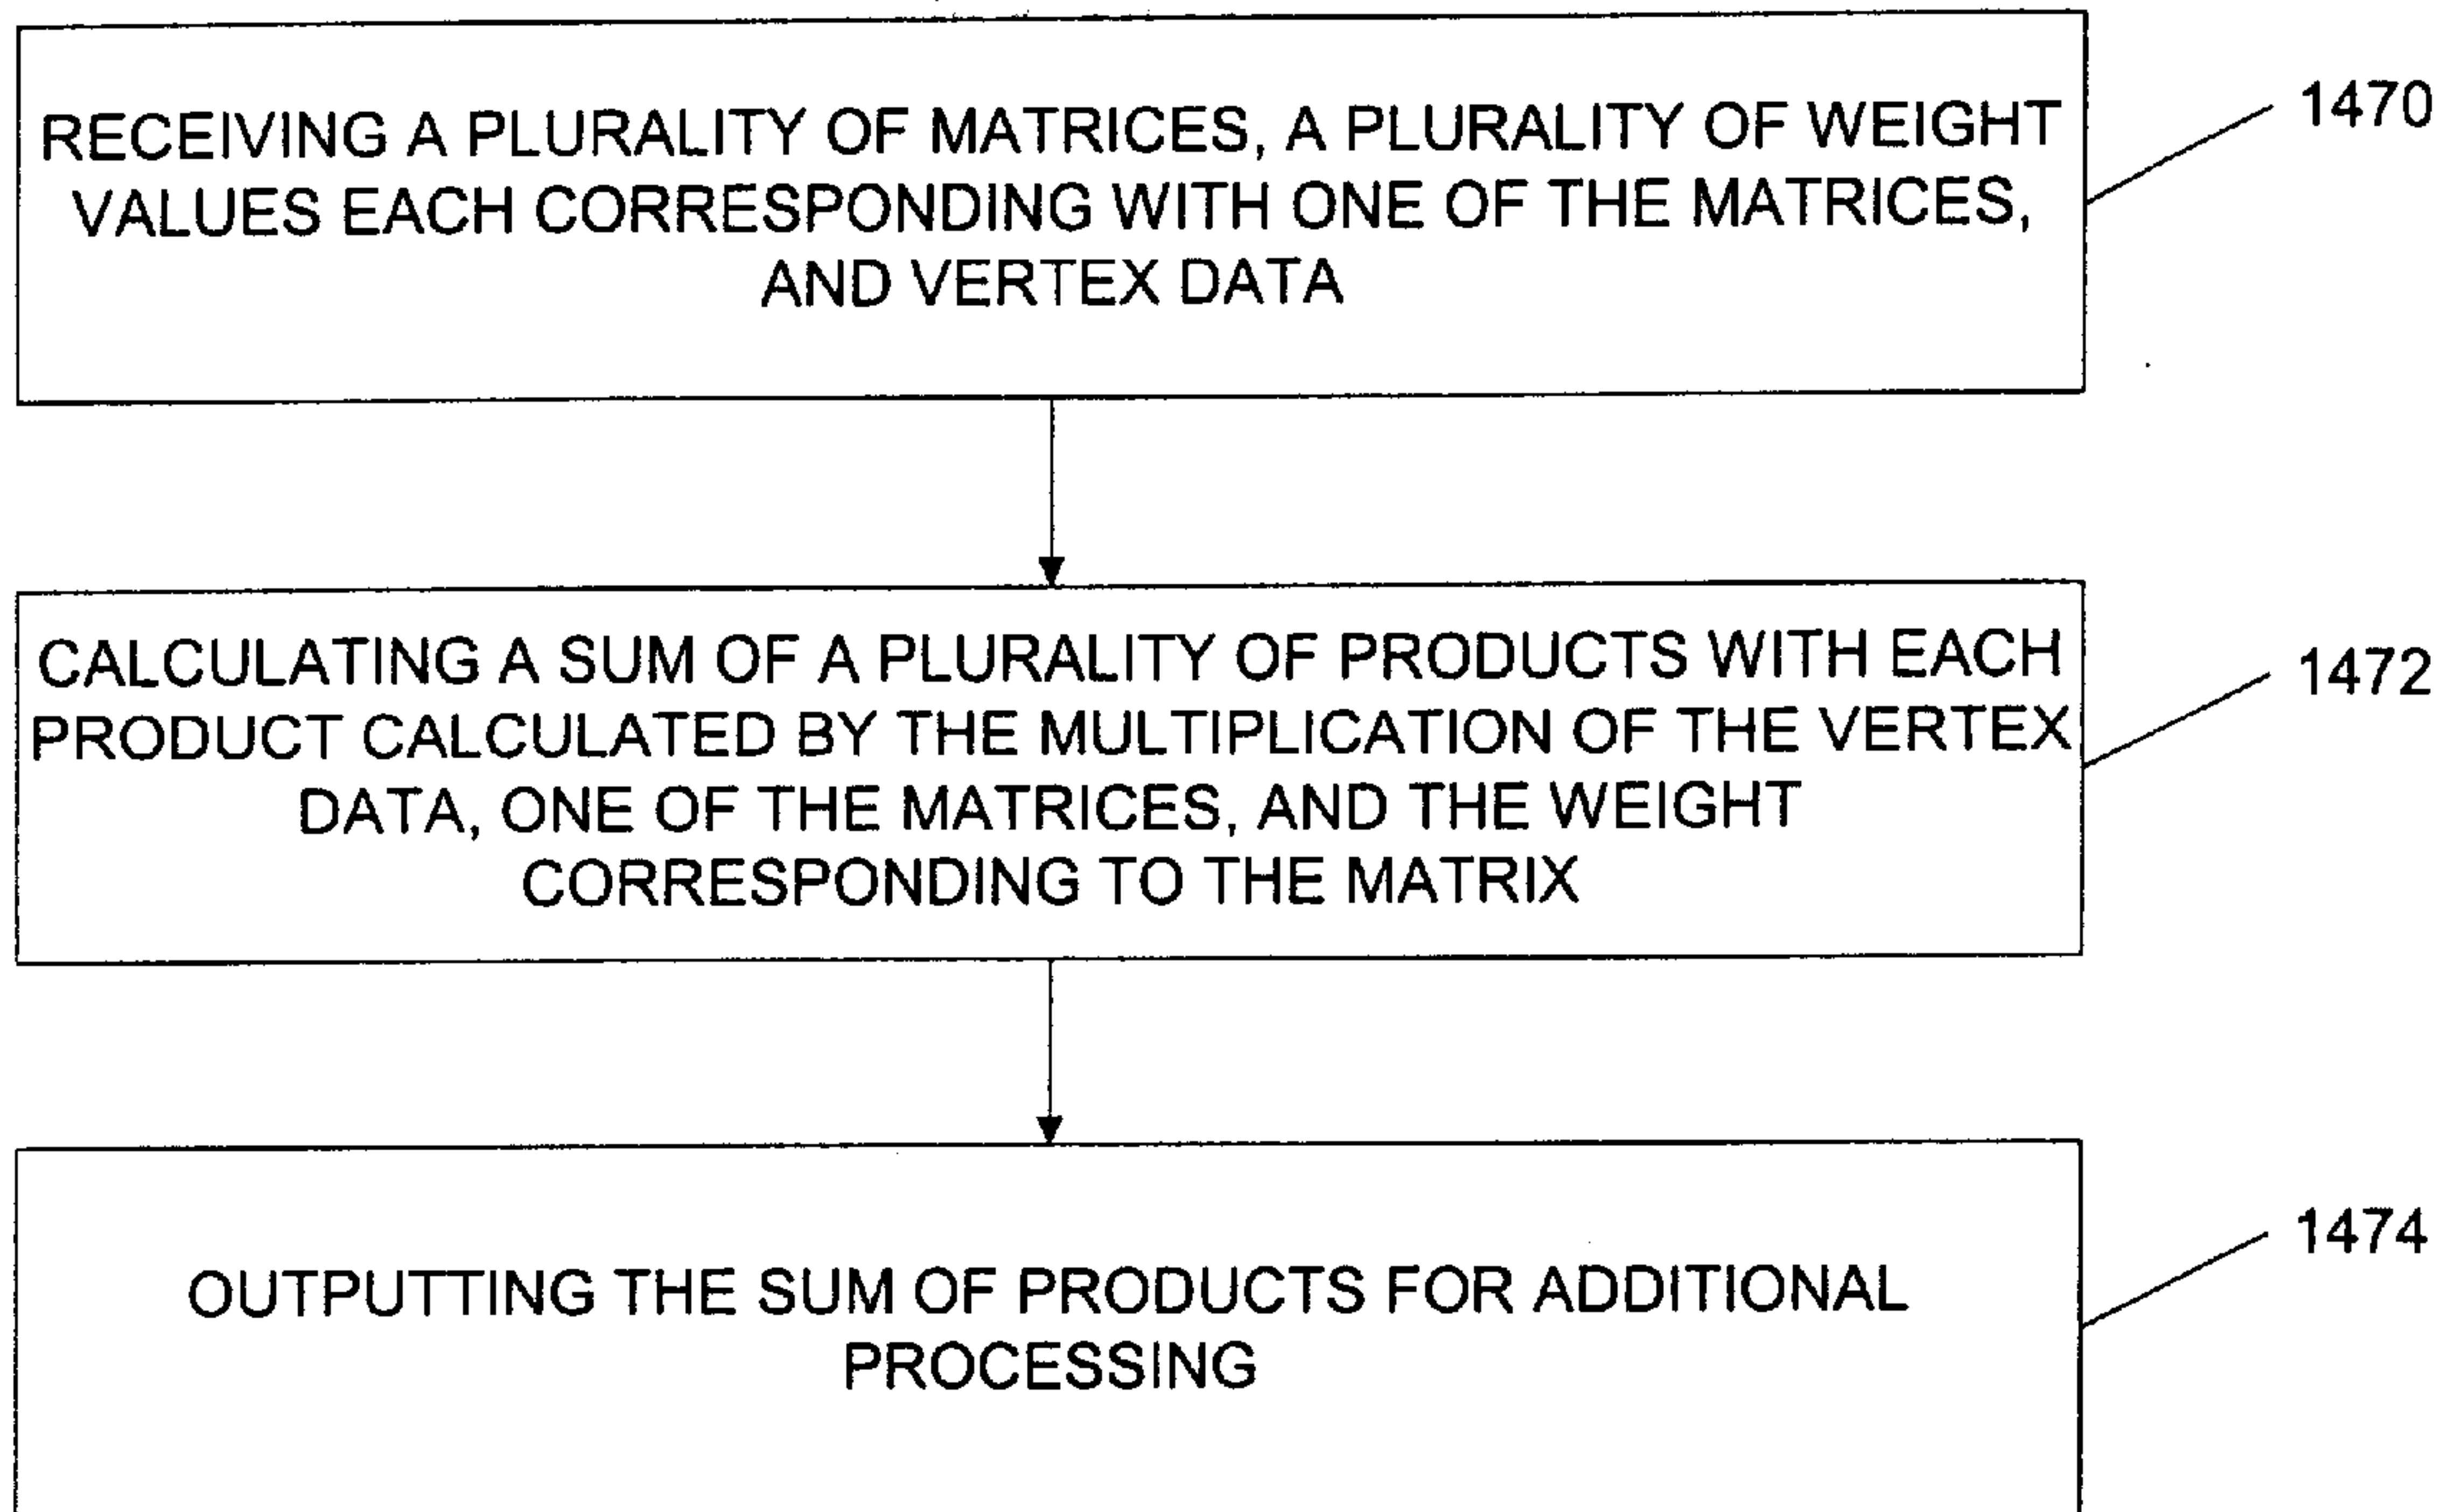 RECEIVING A PLURALITY OF MATRICES, A PLURALITY OF WEIGHT
VALUES EACH CORRESPONDING WITH ONE OF THE MATRICES,
AND VERTEX DATA
1470
CALCULATING A SUM OF A PLURALITY OF PRODUCTS WITH EACH
PRODUCT CALCULATED BY THE MULTIPLICATION OF THE VERTEX
DATA, ONE OF THE MATRICES, AND THE WEIGHT
CORRESPONDING TO THE MATRIX
1472
OUTPUTTING THE SUM OF PRODUCTS FOR ADDITIONAL
PROCESSING
1474